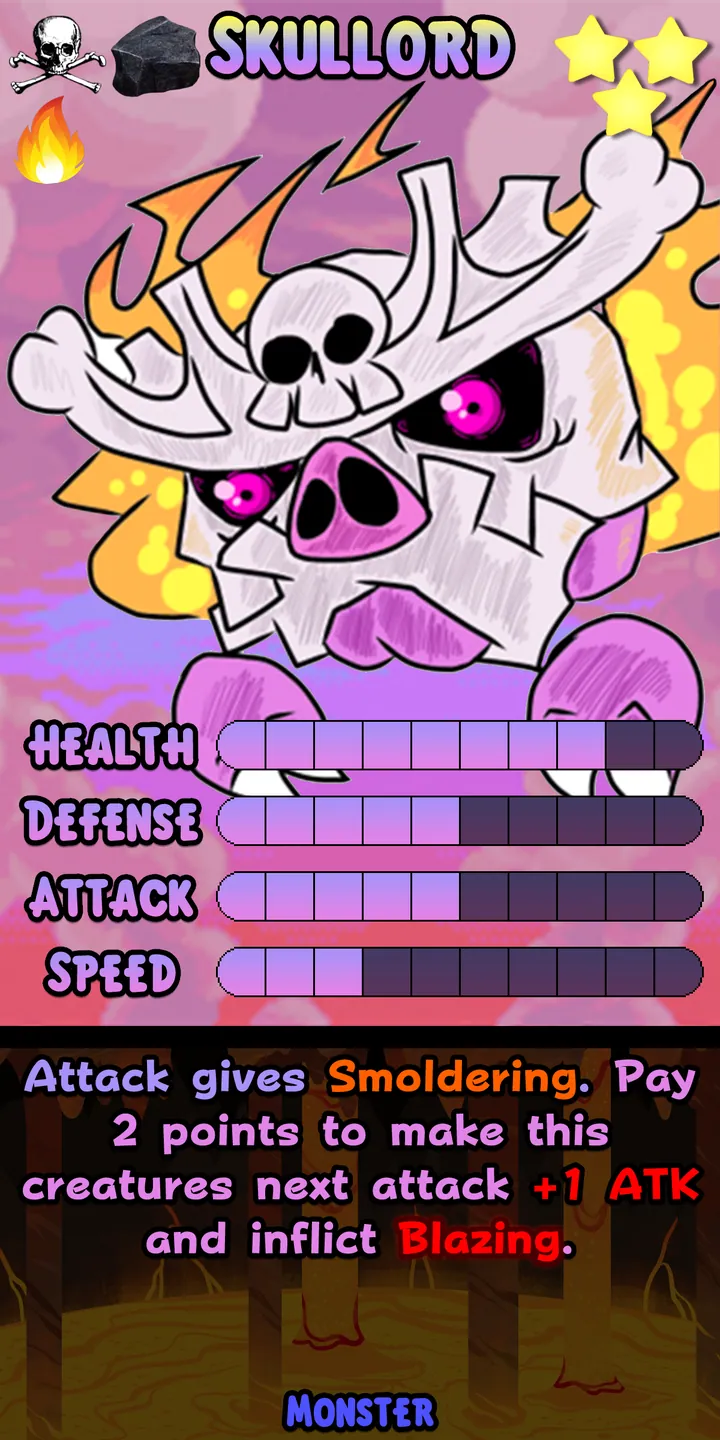 SKULLORD
HEALTH
DEFENSE
ATTACK
SPEED
Attack gives Smoldering. Pay
2 points to make this
creatures next attack +1 ATK
and inflict Blazing.
MONSTER